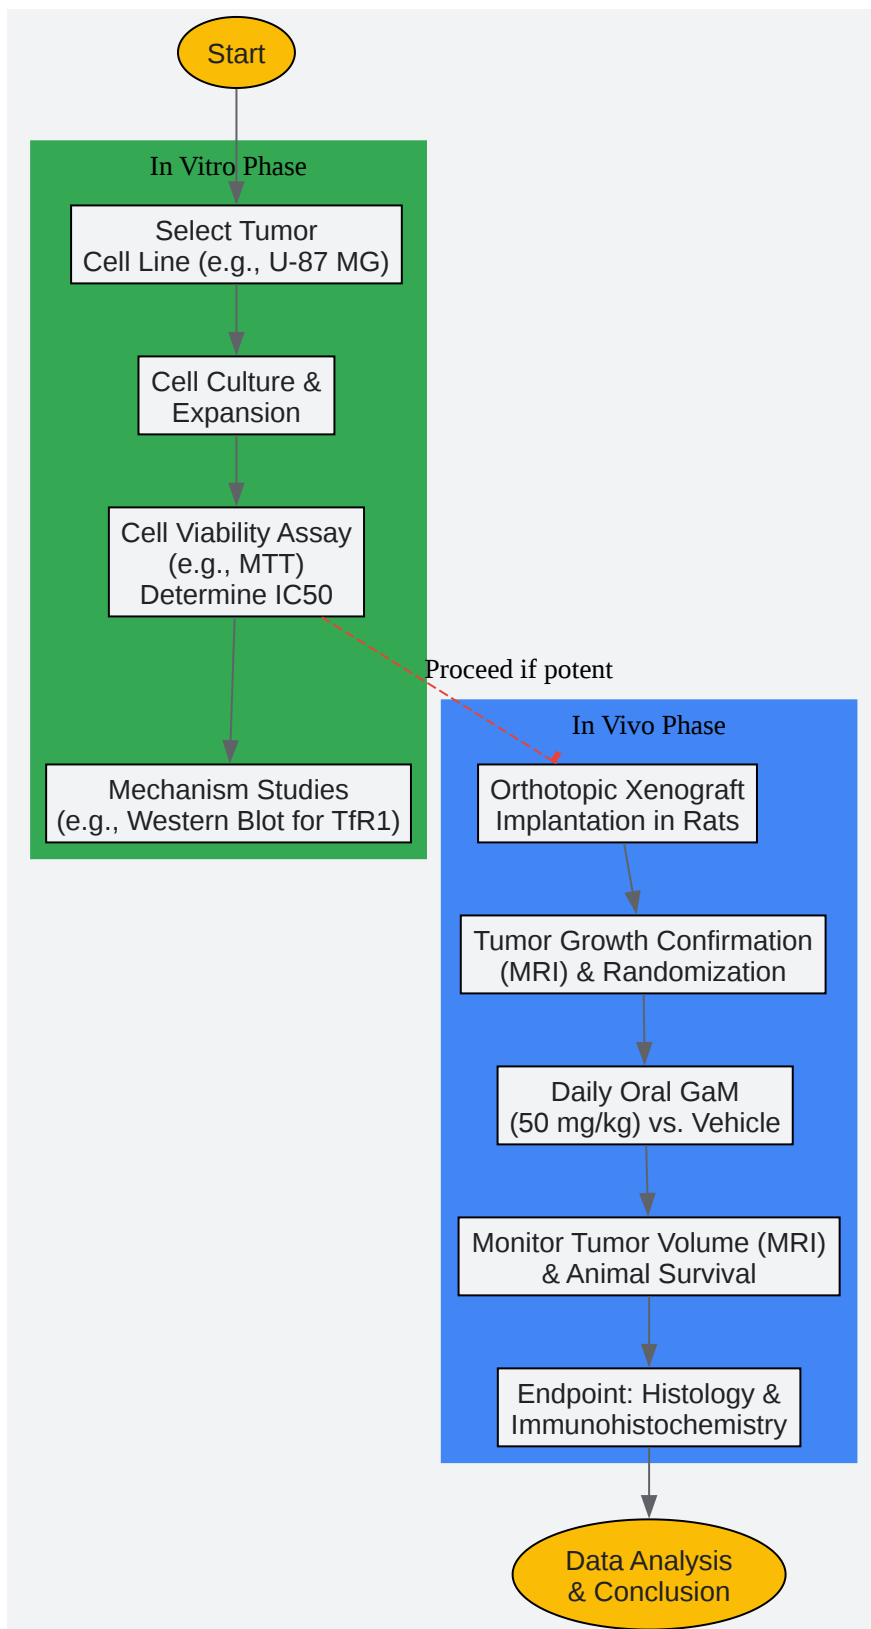 Start
In Vitro Phase
Select Tumor
Cell Line (e.g., U-87 MG)
Cell Culture &
Expansion
Cell Viability Assay
(e.g., MTT)
Determine IC50
Proceed if potent
Mechanism Studies
(e.g., Western Blot for TfR1)
In Vivo Phase
Orthotopic Xenograft
Implantation in Rats
Tumor Growth Confirmation
(MRI) & Randomization
Daily Oral GaM
(50 mg/kg) vs. Vehicle
Monitor Tumor Volume (MRI)
& Animal Survival
Endpoint: Histology &
Immunohistochemistry
Data Analysis
& Conclusion